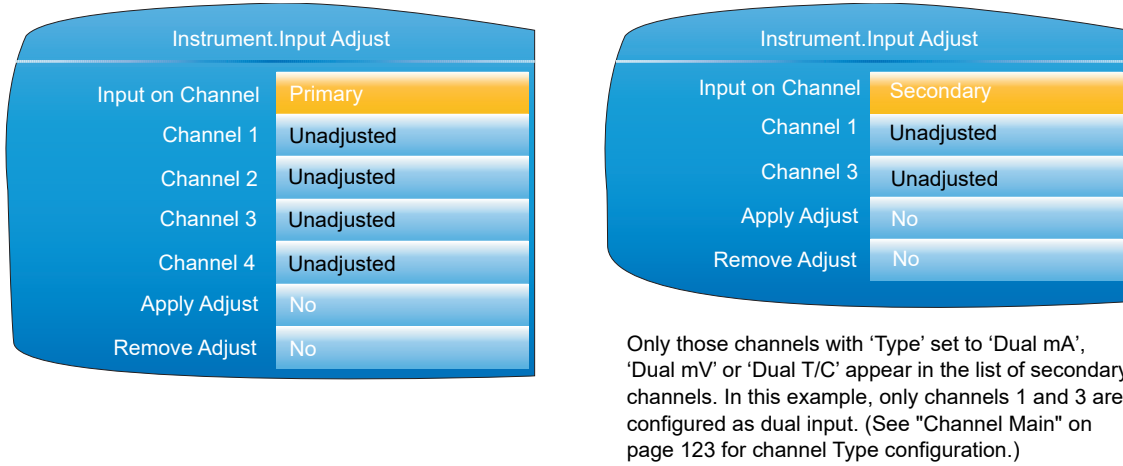 Instrument.Input Adjust
Input on Channel Primary
Channel 1 Unadjusted
Channel 2 Unadjusted
Channel 3 Unadjusted
Channel 4 Unadjusted
Apply Adjust No
Remove Adjust No
Instrument.Input Adjust
Input on Channel Secondary
Channel 1 Unadjusted
Channel 3 Unadjusted
Apply Adjust No
Remove Adjust No
Only those channels with ‘Type’ set to ‘Dual mA’,
‘Dual mV’ or ‘Dual T/C’ appear in the list of secondary
channels. In this example, only channels 1 and 3 are
configured as dual input. (See "Channel Main" on
page 123 for channel Type configuration.)